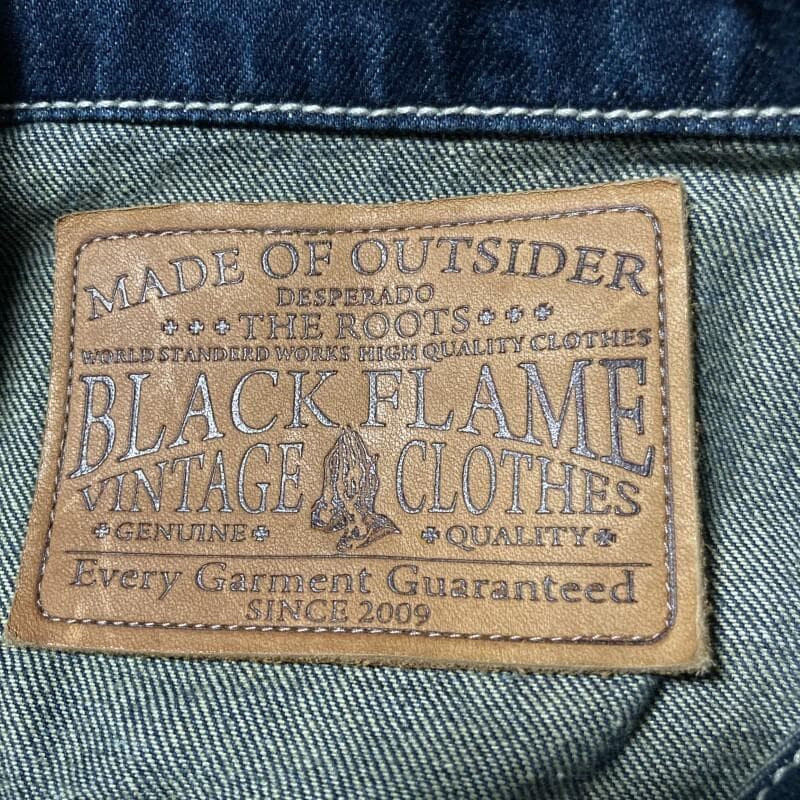 MADE OF OUTSIDER
DESPERADO
THE ROOTS
WORLD STANDERD WORKS HIGH QUALITY CLOTHES
BLACK FLAME
VINTAGE CLOTHES
GENUINE QUALITY
Every Garment Guaranteed
SINCE 2009